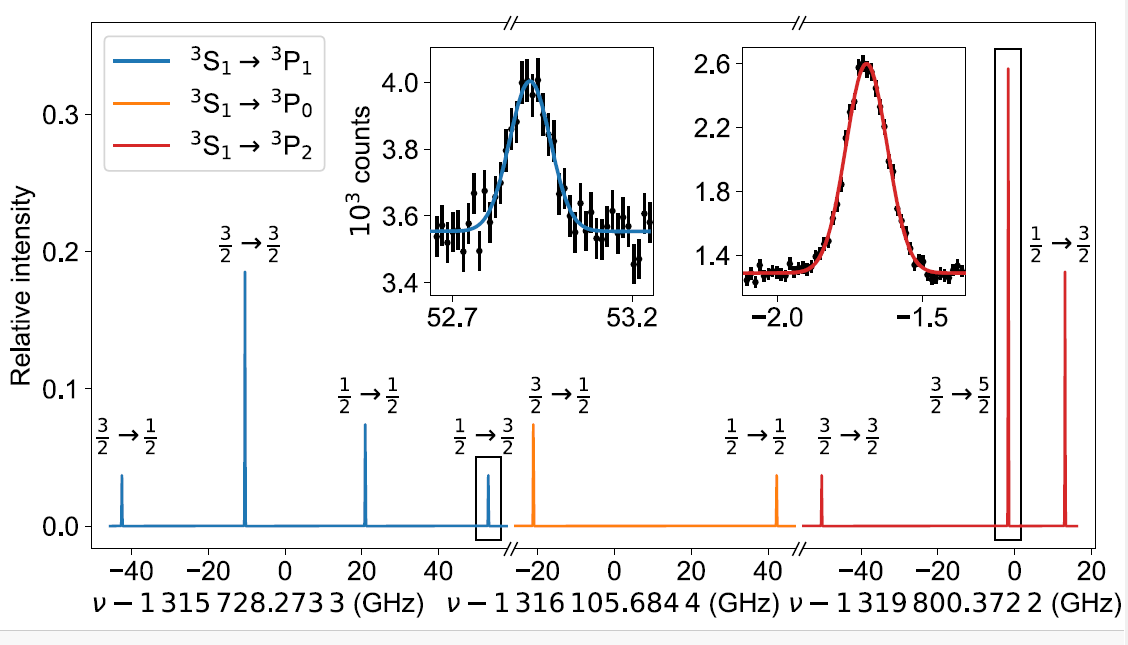 ³S₁ → ³P₁
³S₁ → ³P₀
³S₁ → ³P₂
Relative intensity
0.3
0.2
0.1
0.0
10³ counts
4.0
3.8
3.6
3.4
52.7 53.2
2.6
2.2
1.8
1.4
−2.0 −1.5
3/2 → 1/2
3/2 → 3/2
1/2 → 1/2
1/2 → 3/2
3/2 → 1/2
1/2 → 1/2
3/2 → 3/2
3/2 → 5/2
1/2 → 3/2
−40 −20 0 20 40 −20 0 20 40 −40 −20 0 20
ν − 1 315 728.273 3 (GHz) ν − 1 316 105.684 4 (GHz) ν − 1 319 800.372 2 (GHz)